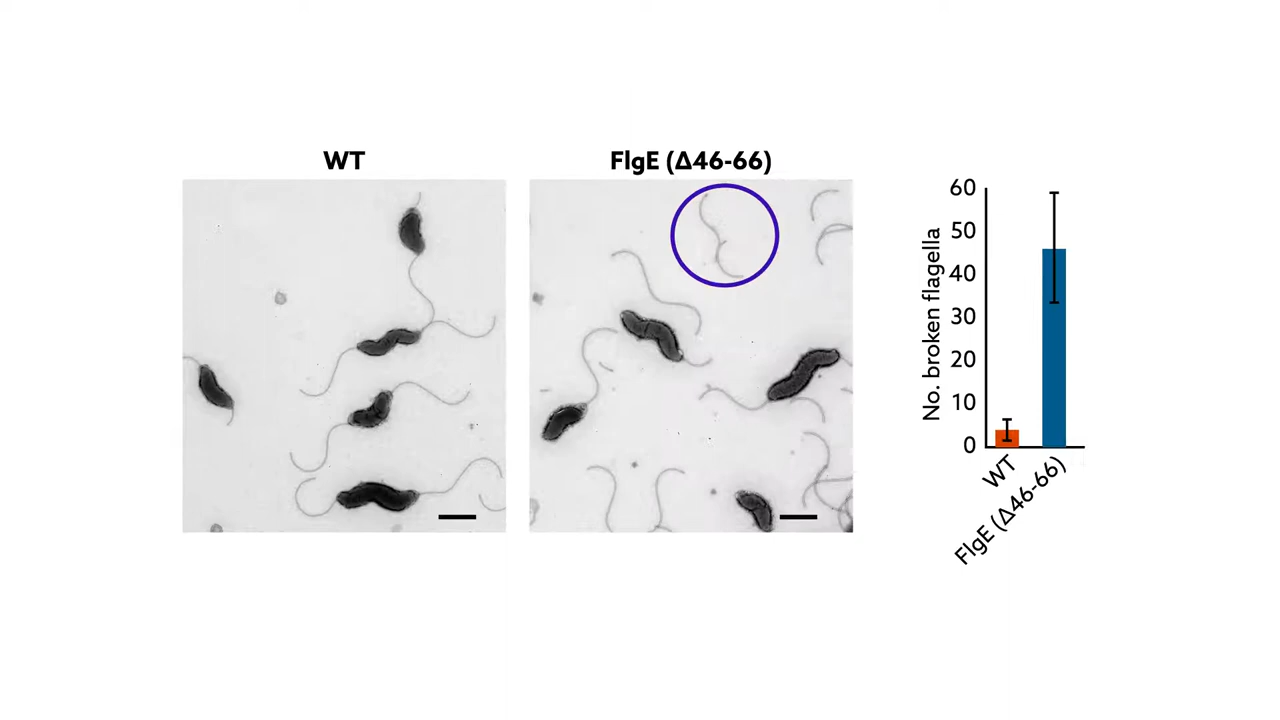 WT
FlgE (Δ46-66)
No. broken flagella
60
50
40
30
20
10
0
WT
FlgE (Δ46-66)